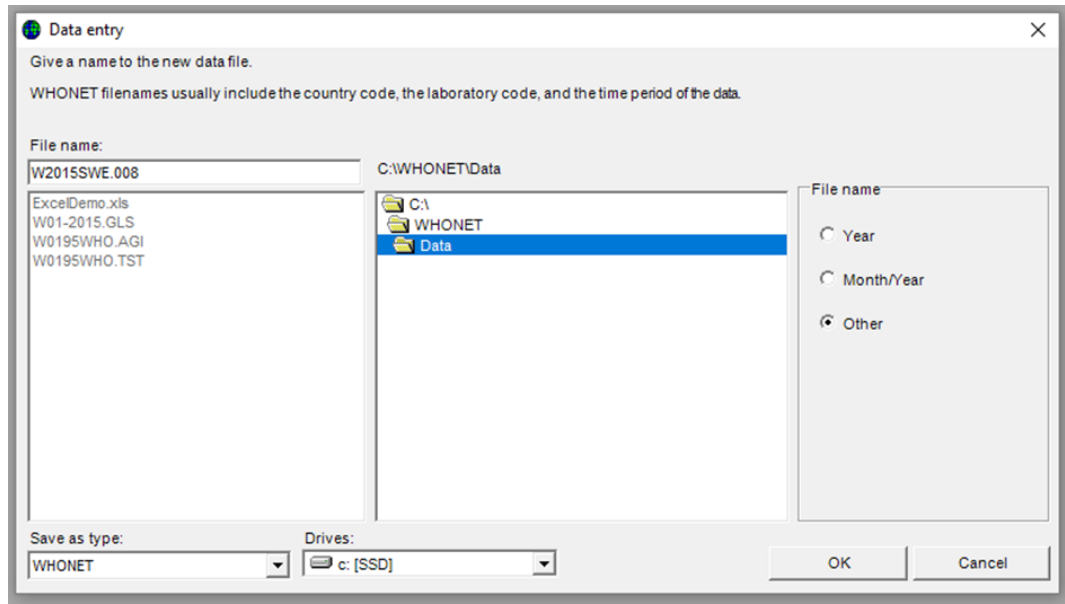 Data entry
Give a name to the new data file.
WHONET filenames usually include the country code, the laboratory code, and the time period of the data.
File name:
W2015SWE.008
C:\WHONET\Data
ExcelDemo.xls
W01-2015.GLS
W0195WHO.AGI
W0195WHO.TST
C:\
WHONET
Data
File name
Year
Month/Year
Other
Save as type:
WHONET
Drives:
c: [SSD]
OK
Cancel